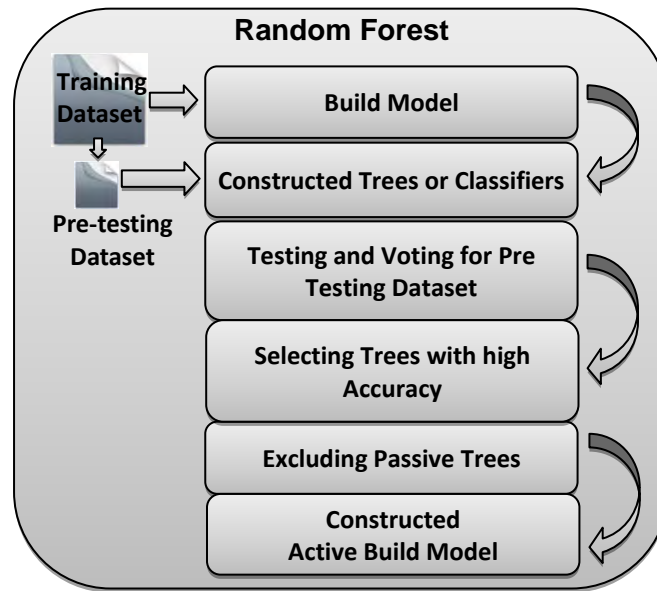 Random Forest
Training
Dataset
Build Model
Constructed Trees or Classifiers
Pre-testing
Dataset
Testing and Voting for Pre
Testing Dataset
Selecting Trees with high
Accuracy
Excluding Passive Trees
Constructed
Active Build Model